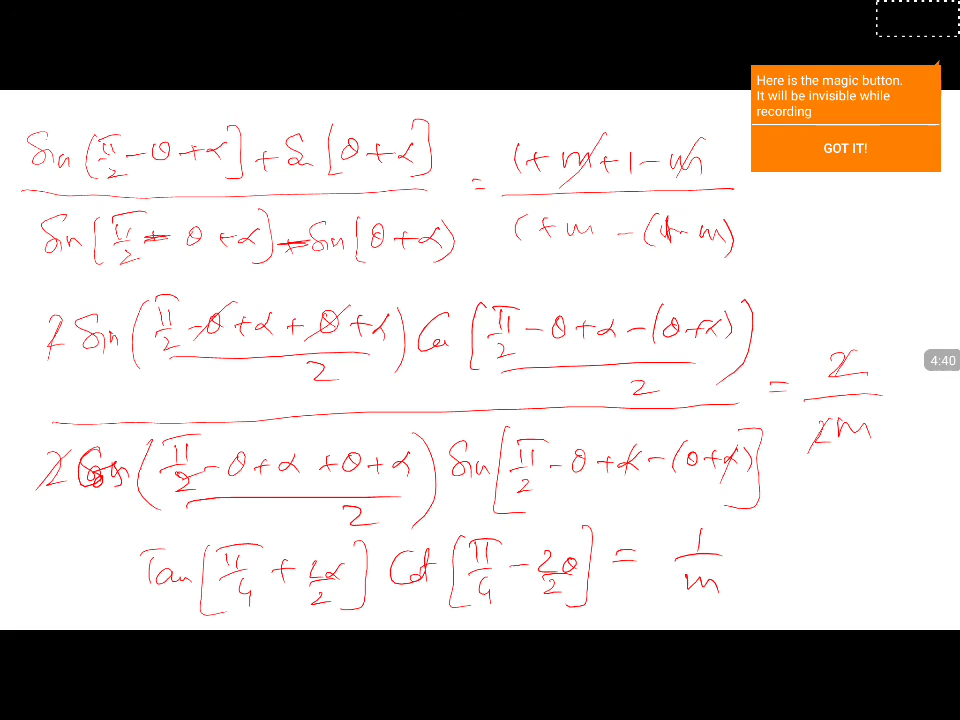 Here is the magic button.
It will be invisible while
recording
GOT IT!
Sin[π/2 - θ + α] + S [θ + α] / Sin[π/2 - θ + α] - Sin[θ + α) = (1 + m + 1 - m) / (1 + m - (1 - m)
4:40
2 Sin((π/2 - θ + α + θ + α)/2) Cos[(π/2 - θ + α - (θ + α))/2) / 2 Cos((π/2 - θ + α + θ + α)/2) Sin[π/2 - θ + α - (θ + α)] = 2/2m
Tan[π/4 + 2α/2] Cot[π/4 - 2θ/2] = 1/m